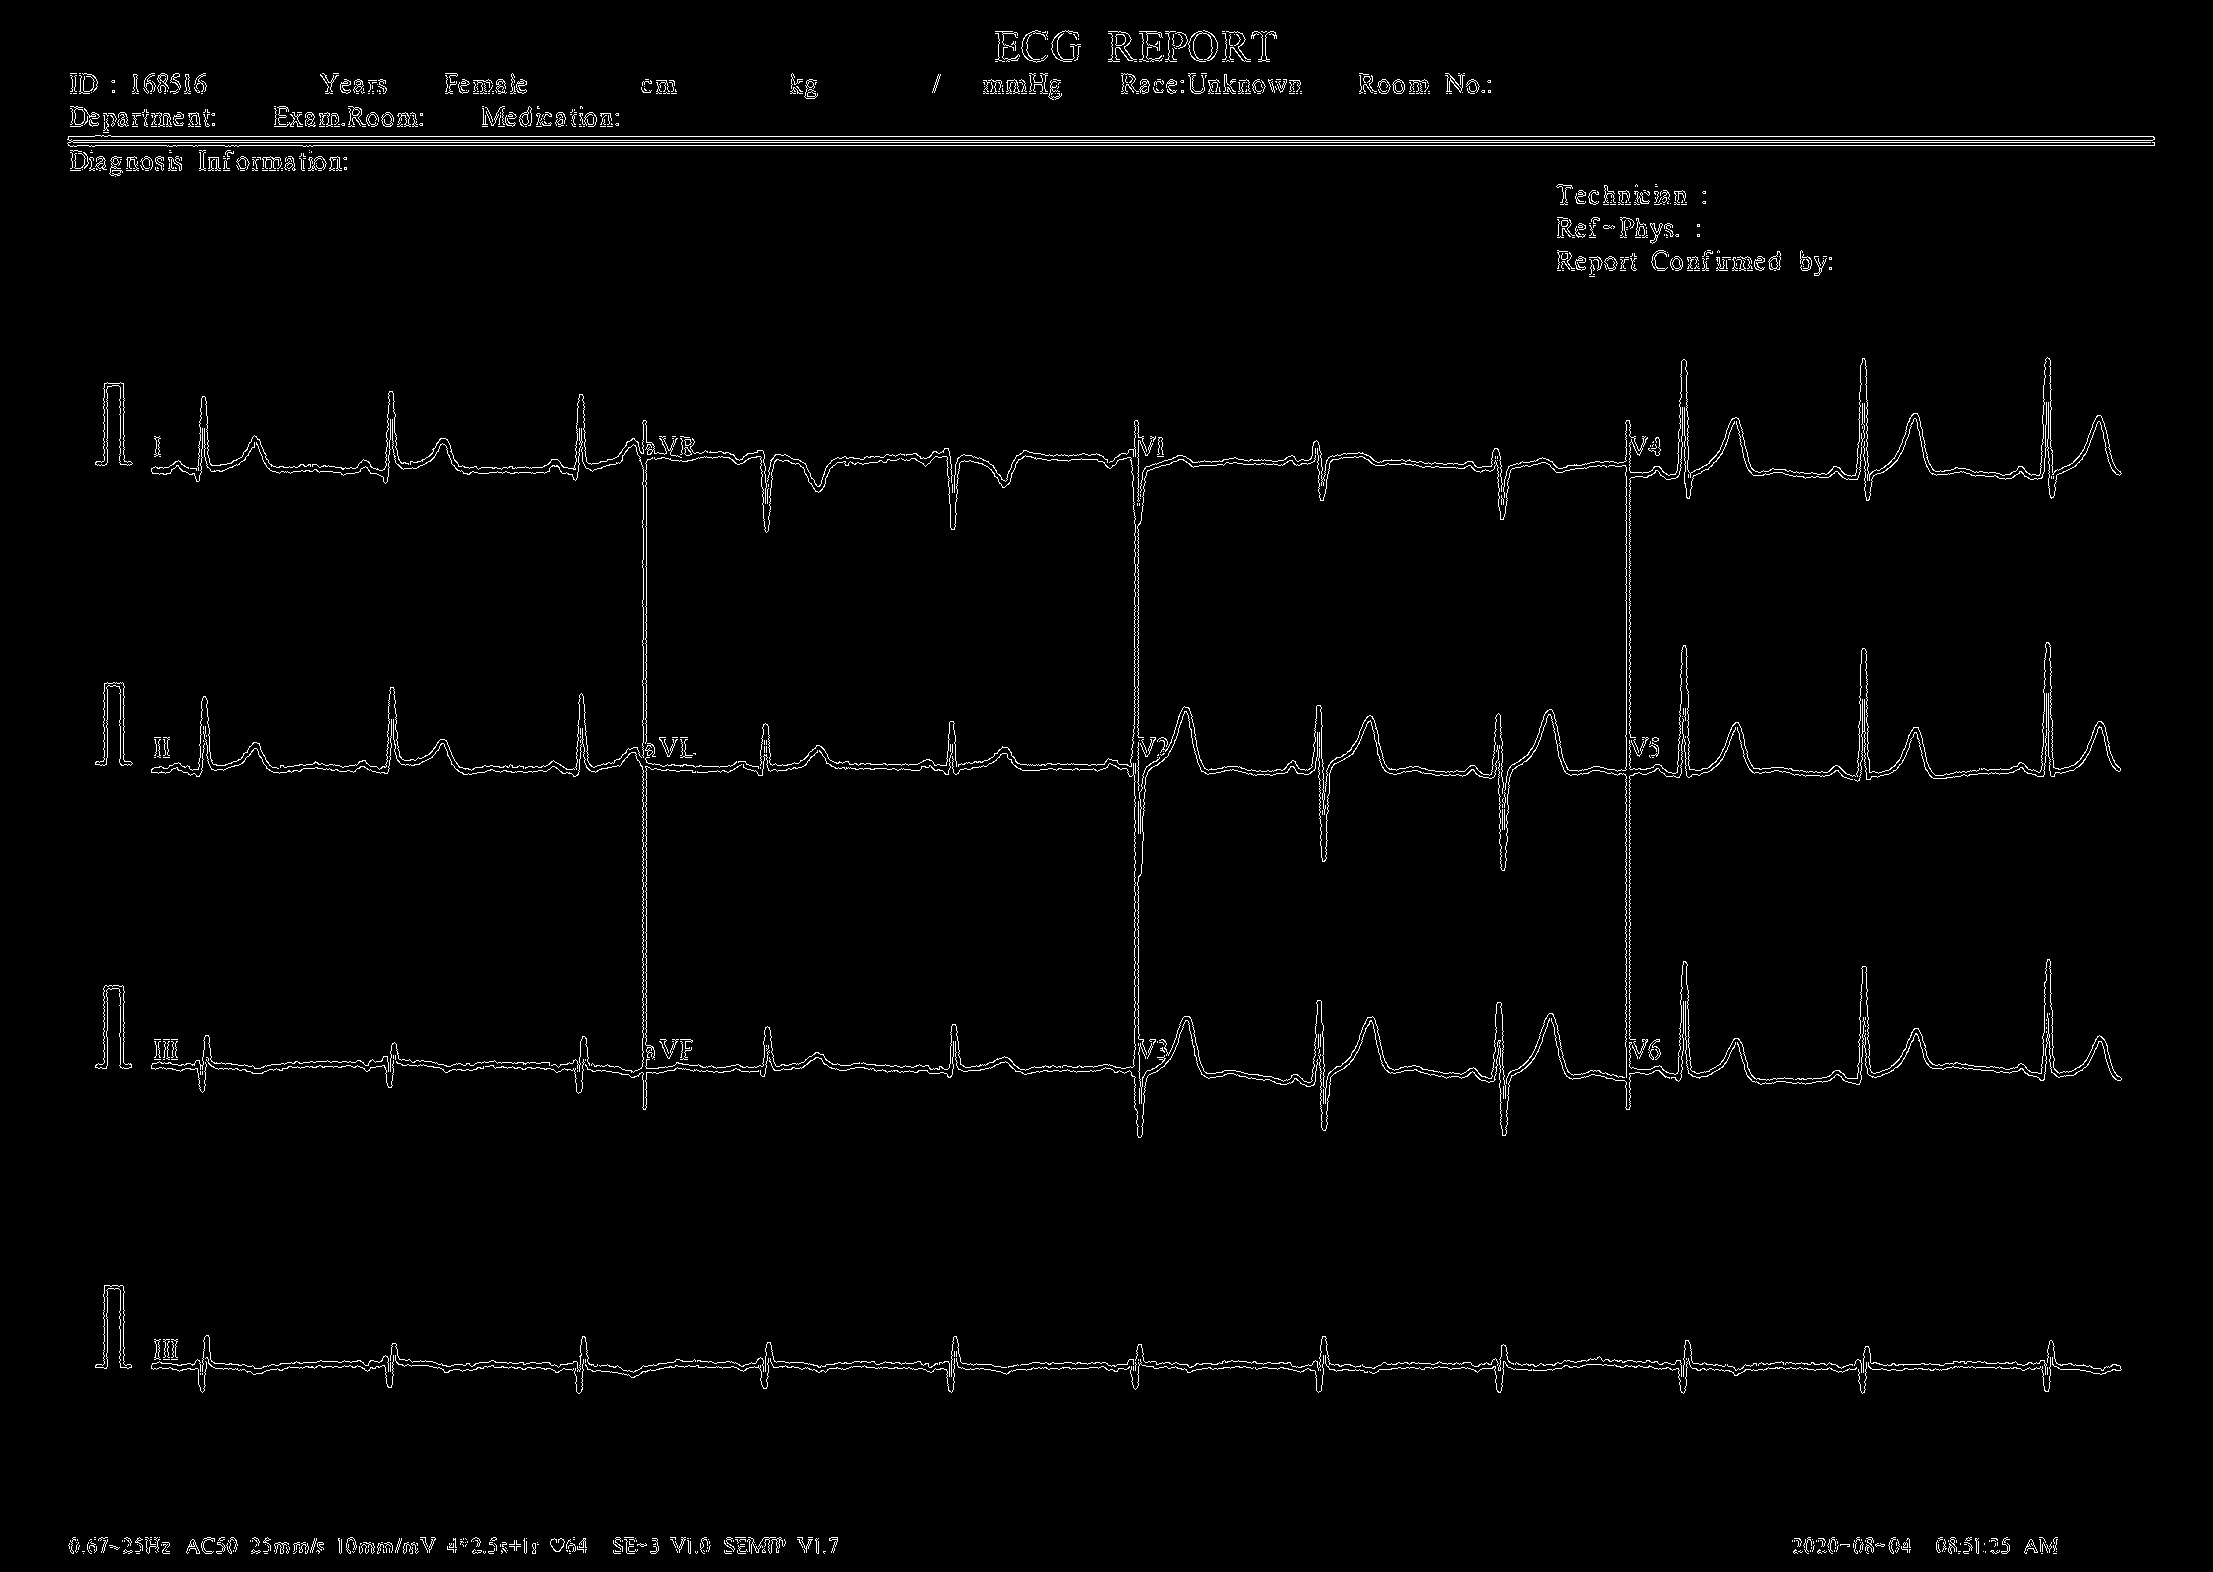 ECG REPORT
ID : 168516 Years Female cm kg / mmHg Race:Unknown Room No.:
Department: Exam.Room: Medication:
Diagnosis Information:
Technician :
Ref-Phys. :
Report Confirmed by:
I aVR V1 V4
II aVL V2 V5
III aVF V3 V6
III
0.67~25Hz AC50 25mm/s 10mm/mV 4*2.5s+1r ♡64 SE-3 V1.0 SEMIP V1.7 2020-08-04 08:51:25 AM